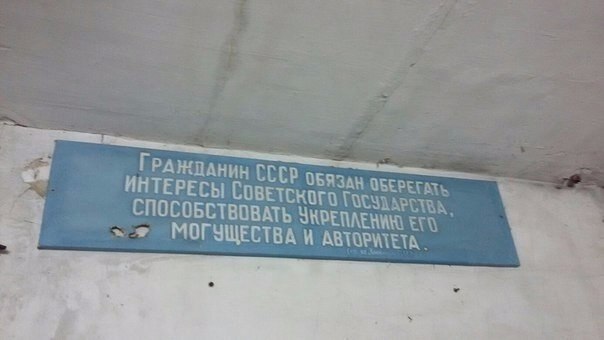 Гражданин СССР обязан оберегать
интересы Советского Государства,
способствовать укреплению его
могущества и авторитета.